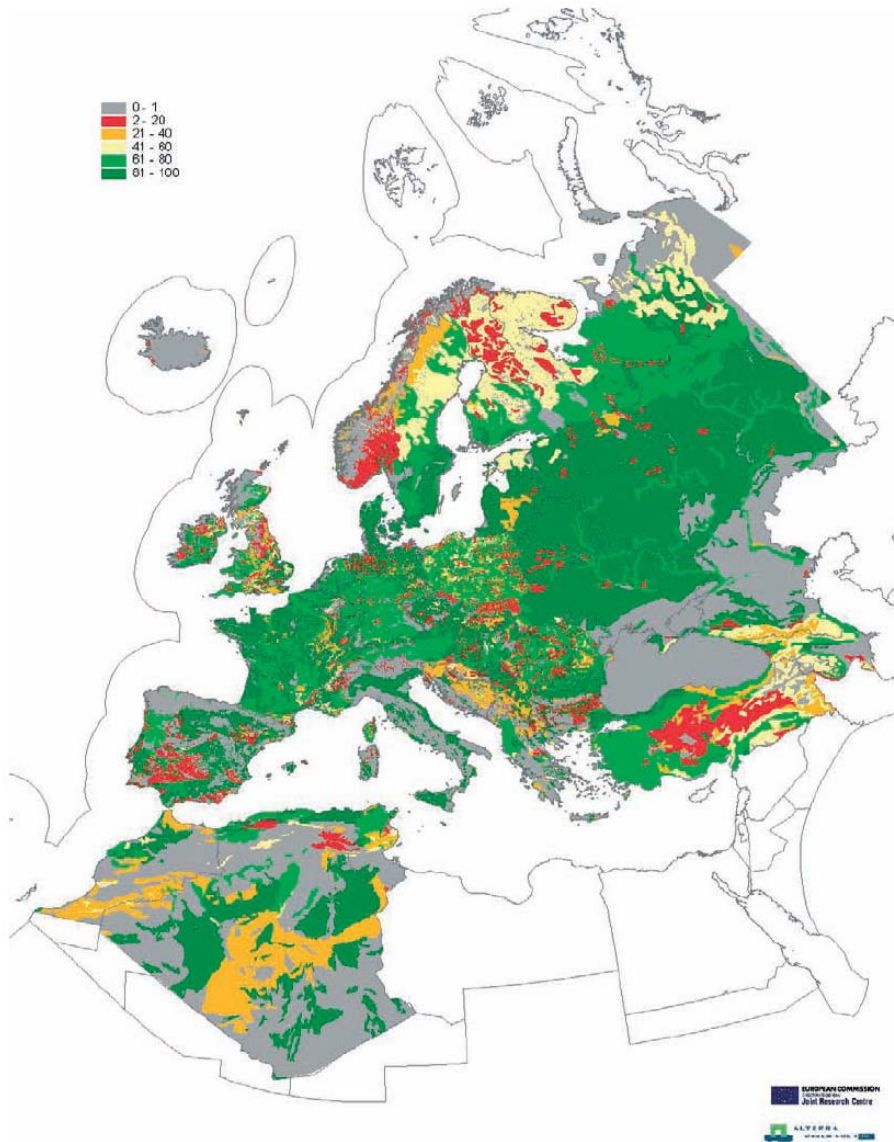 0 - 1
2 - 20
21 - 40
41 - 60
61 - 80
81 - 100
EUROPEAN COMMISSION
Joint Research Centre
ALTERRA